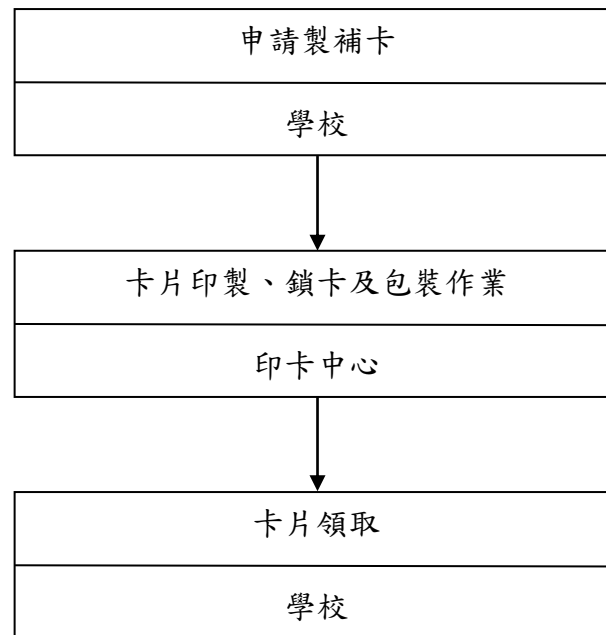 申請製補卡
學校
卡片印製、鎖卡及包裝作業
印卡中心
卡片領取
學校